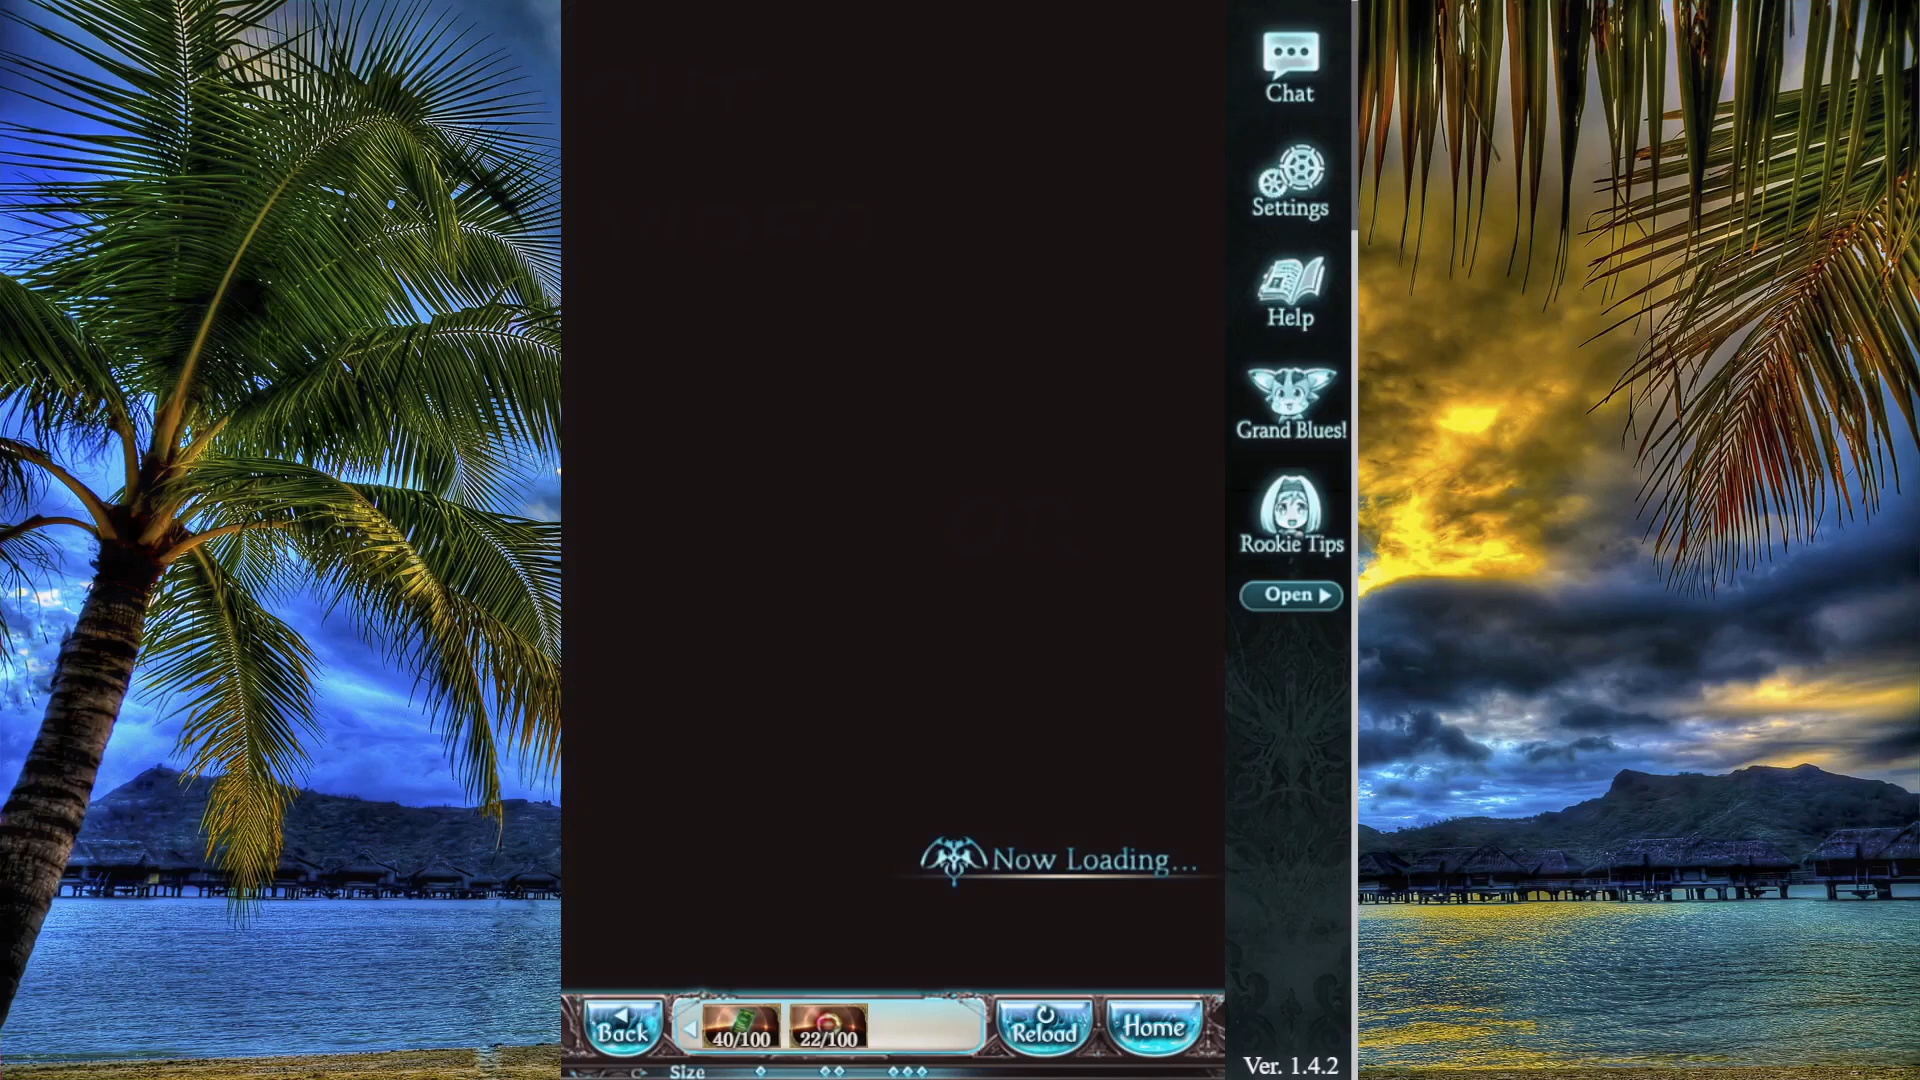 Chat
Settings
Help
Grand Blues!
Rookie Tips
Open
Now Loading...
Back
40/100
22/100
Reload
Home
Size
Ver. 1.4.2